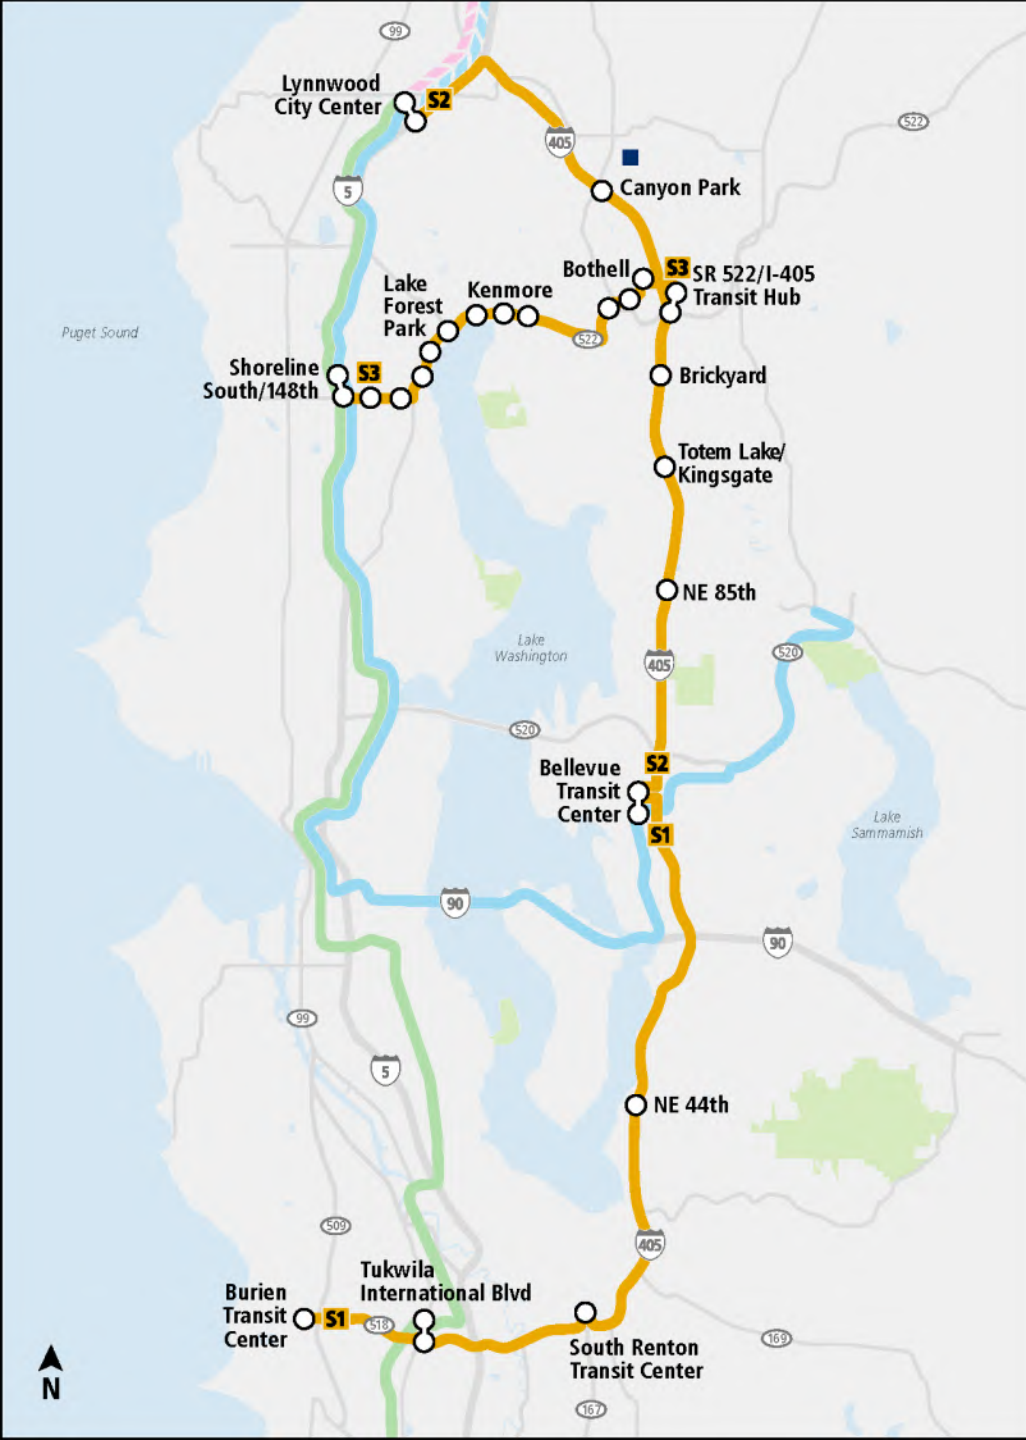 99
Lynnwood
City Center
S2
522
405
5
Canyon Park
Bothell
S3
SR 522/I-405
Transit Hub
Lake
Forest
Park
Kenmore
Puget Sound
522
Shoreline
South/148th
S3
Brickyard
Totem Lake/
Kingsgate
NE 85th
Lake
Washington
405
520
520
Bellevue
Transit
Center
S2
S1
Lake
Sammamish
90
90
99
5
NE 44th
509
405
Tukwila
International Blvd
Burien
Transit
Center
S1
518
169
South Renton
Transit Center
N
167